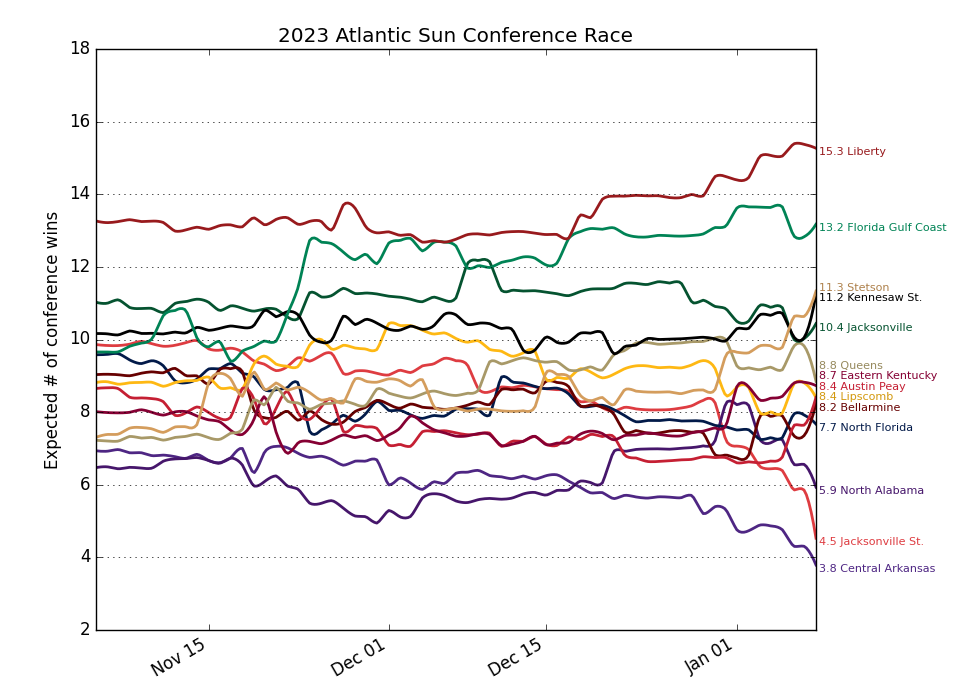 2023 Atlantic Sun Conference Race
Expected # of conference wins
18
16
14
12
10
8
6
4
2
Nov 15
Dec 01
Dec 15
Jan 01
15.3 Liberty
13.2 Florida Gulf Coast
11.3 Stetson
11.2 Kennesaw St.
10.4 Jacksonville
8.8 Queens
8.7 Eastern Kentucky
8.4 Austin Peay
8.4 Lipscomb
8.2 Bellarmine
7.7 North Florida
5.9 North Alabama
4.5 Jacksonville St.
3.8 Central Arkansas